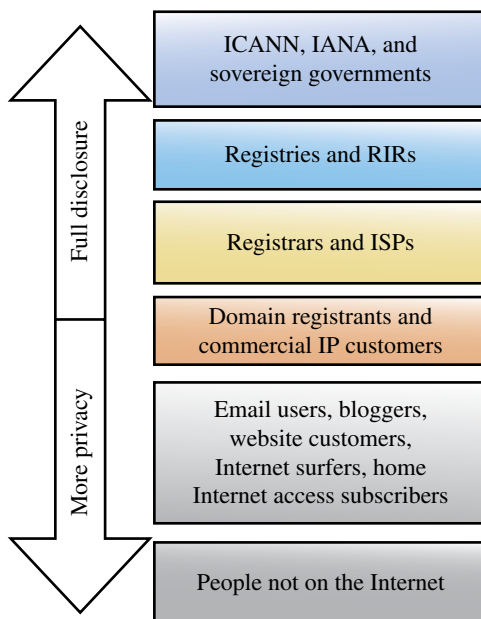 ICANN, IANA, and
sovereign governments
Registries and RIRs
Registrars and ISPs
Domain registrants and
commercial IP customers
Email users, bloggers,
website customers,
Internet surfers, home
Internet access subscribers
People not on the Internet
Full disclosure
More privacy